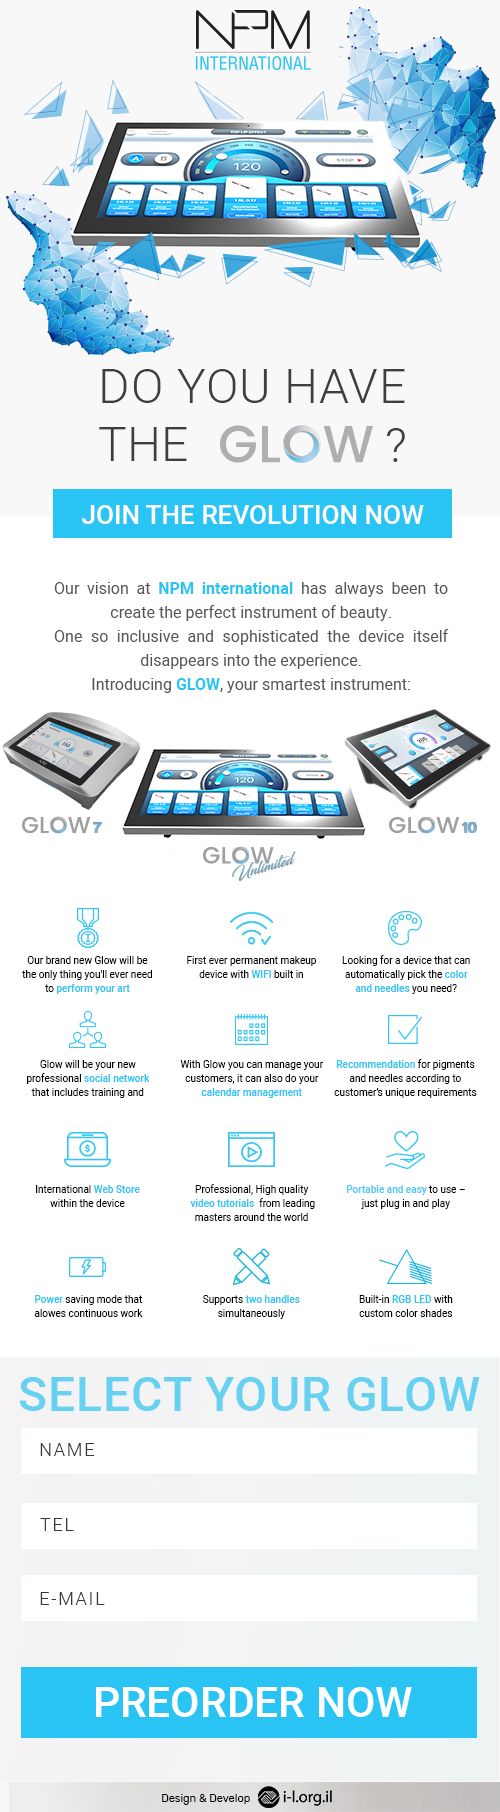 NPM
INTERNATIONAL
POP UP EFFECT
A
B
120
STOP
DO YOU HAVE
THE GLOW ?
JOIN THE REVOLUTION NOW
Our vision at NPM international has always been to
create the perfect instrument of beauty.
One so inclusive and sophisticated the device itself
disappears into the experience.
Introducing GLOW, your smartest instrument:
GLOW 7
GLOW 10
GLOW
Unlimited
Our brand new Glow will be
the only thing you'll ever need
to perform your art
First ever permanent makeup
device with WIFI built in
Looking for a device that can
automatically pick the color
and needles you need?
Glow will be your new
professional social network
that includes training and
With Glow you can manage your
customers, it can also do your
calendar management
Recommendation for pigments
and needles according to
customer's unique requirements
International Web Store
within the device
Professional, High quality
video tutorials from leading
masters around the world
Portable and easy to use –
just plug in and play
Power saving mode that
alowes continuous work
Supports two handles
simultaneously
Built-in RGB LED with
custom color shades
SELECT YOUR GLOW
NAME
TEL
E-MAIL
PREORDER NOW
Design & Develop i-l.org.il